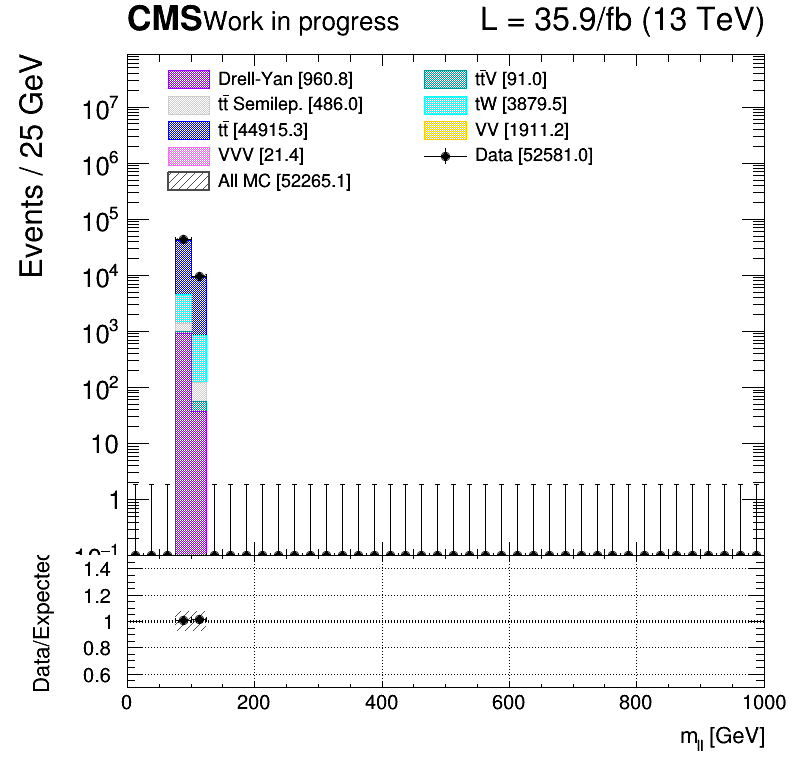 CMS Work in progress L = 35.9/fb (13 TeV)
Events / 25 GeV
Drell-Yan [960.8]
tt̄V [91.0]
tt̄ Semilep. [486.0]
tW [3879.5]
tt̄ [44915.3]
VV [1911.2]
VVV [21.4]
Data [52581.0]
All MC [52265.1]
10⁷
10⁶
10⁵
10⁴
10³
10²
10
1
Data/Expected
1.4
1.2
1
0.8
0.6
0 200 400 600 800 1000
m_ll [GeV]